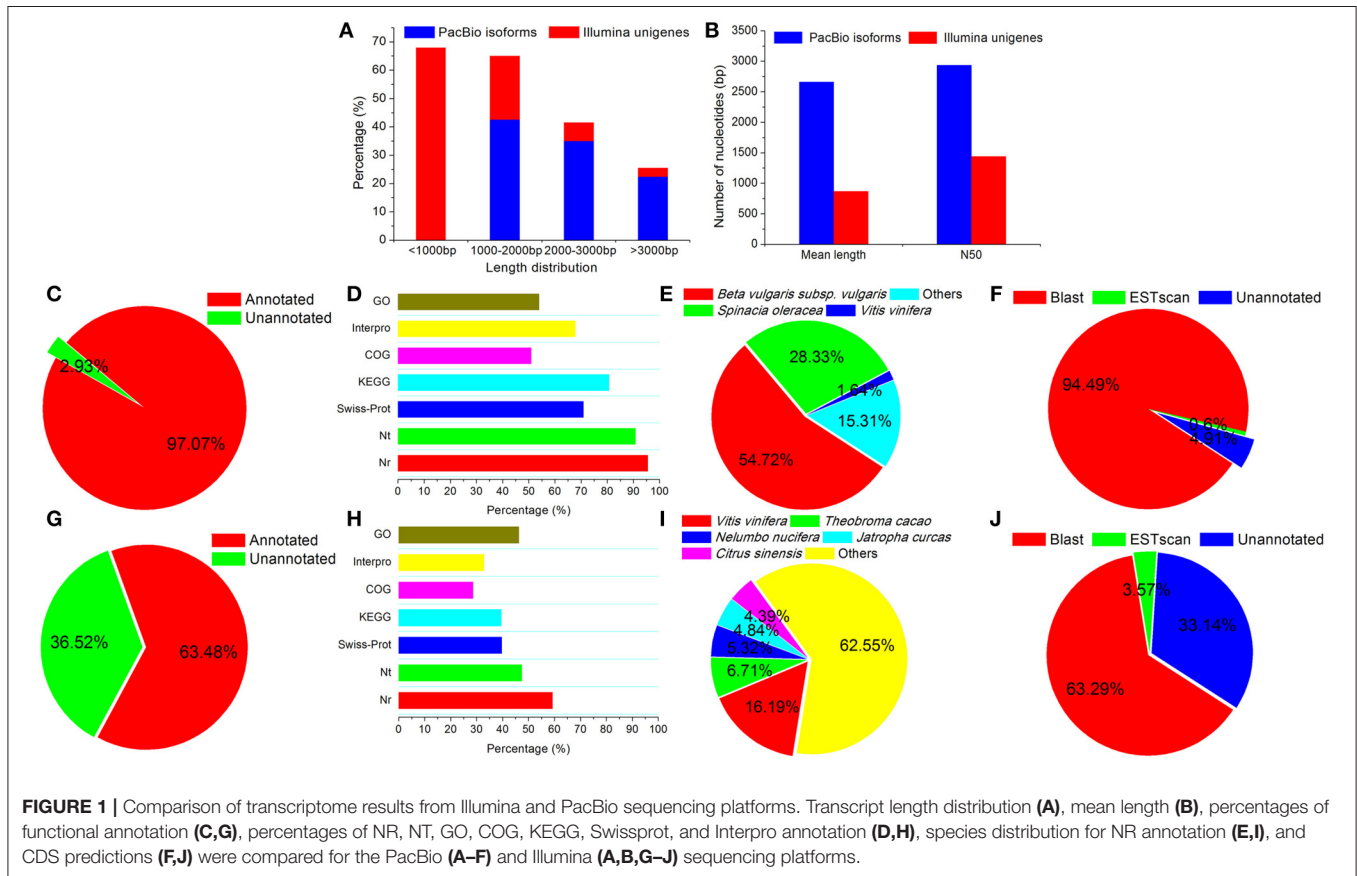 A
PacBio isoforms Illumina unigenes
Percentage (%)
70
60
50
40
30
20
10
0
<1000bp 1000-2000bp 2000-3000bp >3000bp
Length distribution
B
PacBio isoforms Illumina unigenes
Number of nucleotides (bp)
3500
3000
2500
2000
1500
1000
500
0
Mean length N50
C
Annotated
Unannotated
2.93%
97.07%
D
GO
Interpro
COG
KEGG
Swiss-Prot
Nt
Nr
0 10 20 30 40 50 60 70 80 90 100
Percentage (%)
E
Beta vulgaris subsp. vulgaris Others
Spinacia oleracea Vitis vinifera
28.33%
1.64%
15.31%
54.72%
F
Blast ESTscan Unannotated
94.49%
0.6%
4.91%
G
Annotated
Unannotated
36.52%
63.48%
H
GO
Interpro
COG
KEGG
Swiss-Prot
Nt
Nr
0 10 20 30 40 50 60 70 80 90 100
Percentage (%)
I
Vitis vinifera Theobroma cacao
Nelumbo nucifera Jatropha curcas
Citrus sinensis Others
4.39%
4.84%
5.32%
6.71%
16.19%
62.55%
J
Blast ESTscan Unannotated
3.57%
33.14%
63.29%
FIGURE 1 | Comparison of transcriptome results from Illumina and PacBio sequencing platforms. Transcript length distribution (A), mean length (B), percentages of
functional annotation (C,G), percentages of NR, NT, GO, COG, KEGG, Swissprot, and Interpro annotation (D,H), species distribution for NR annotation (E,I), and
CDS predictions (F,J) were compared for the PacBio (A–F) and Illumina (A,B,G–J) sequencing platforms.